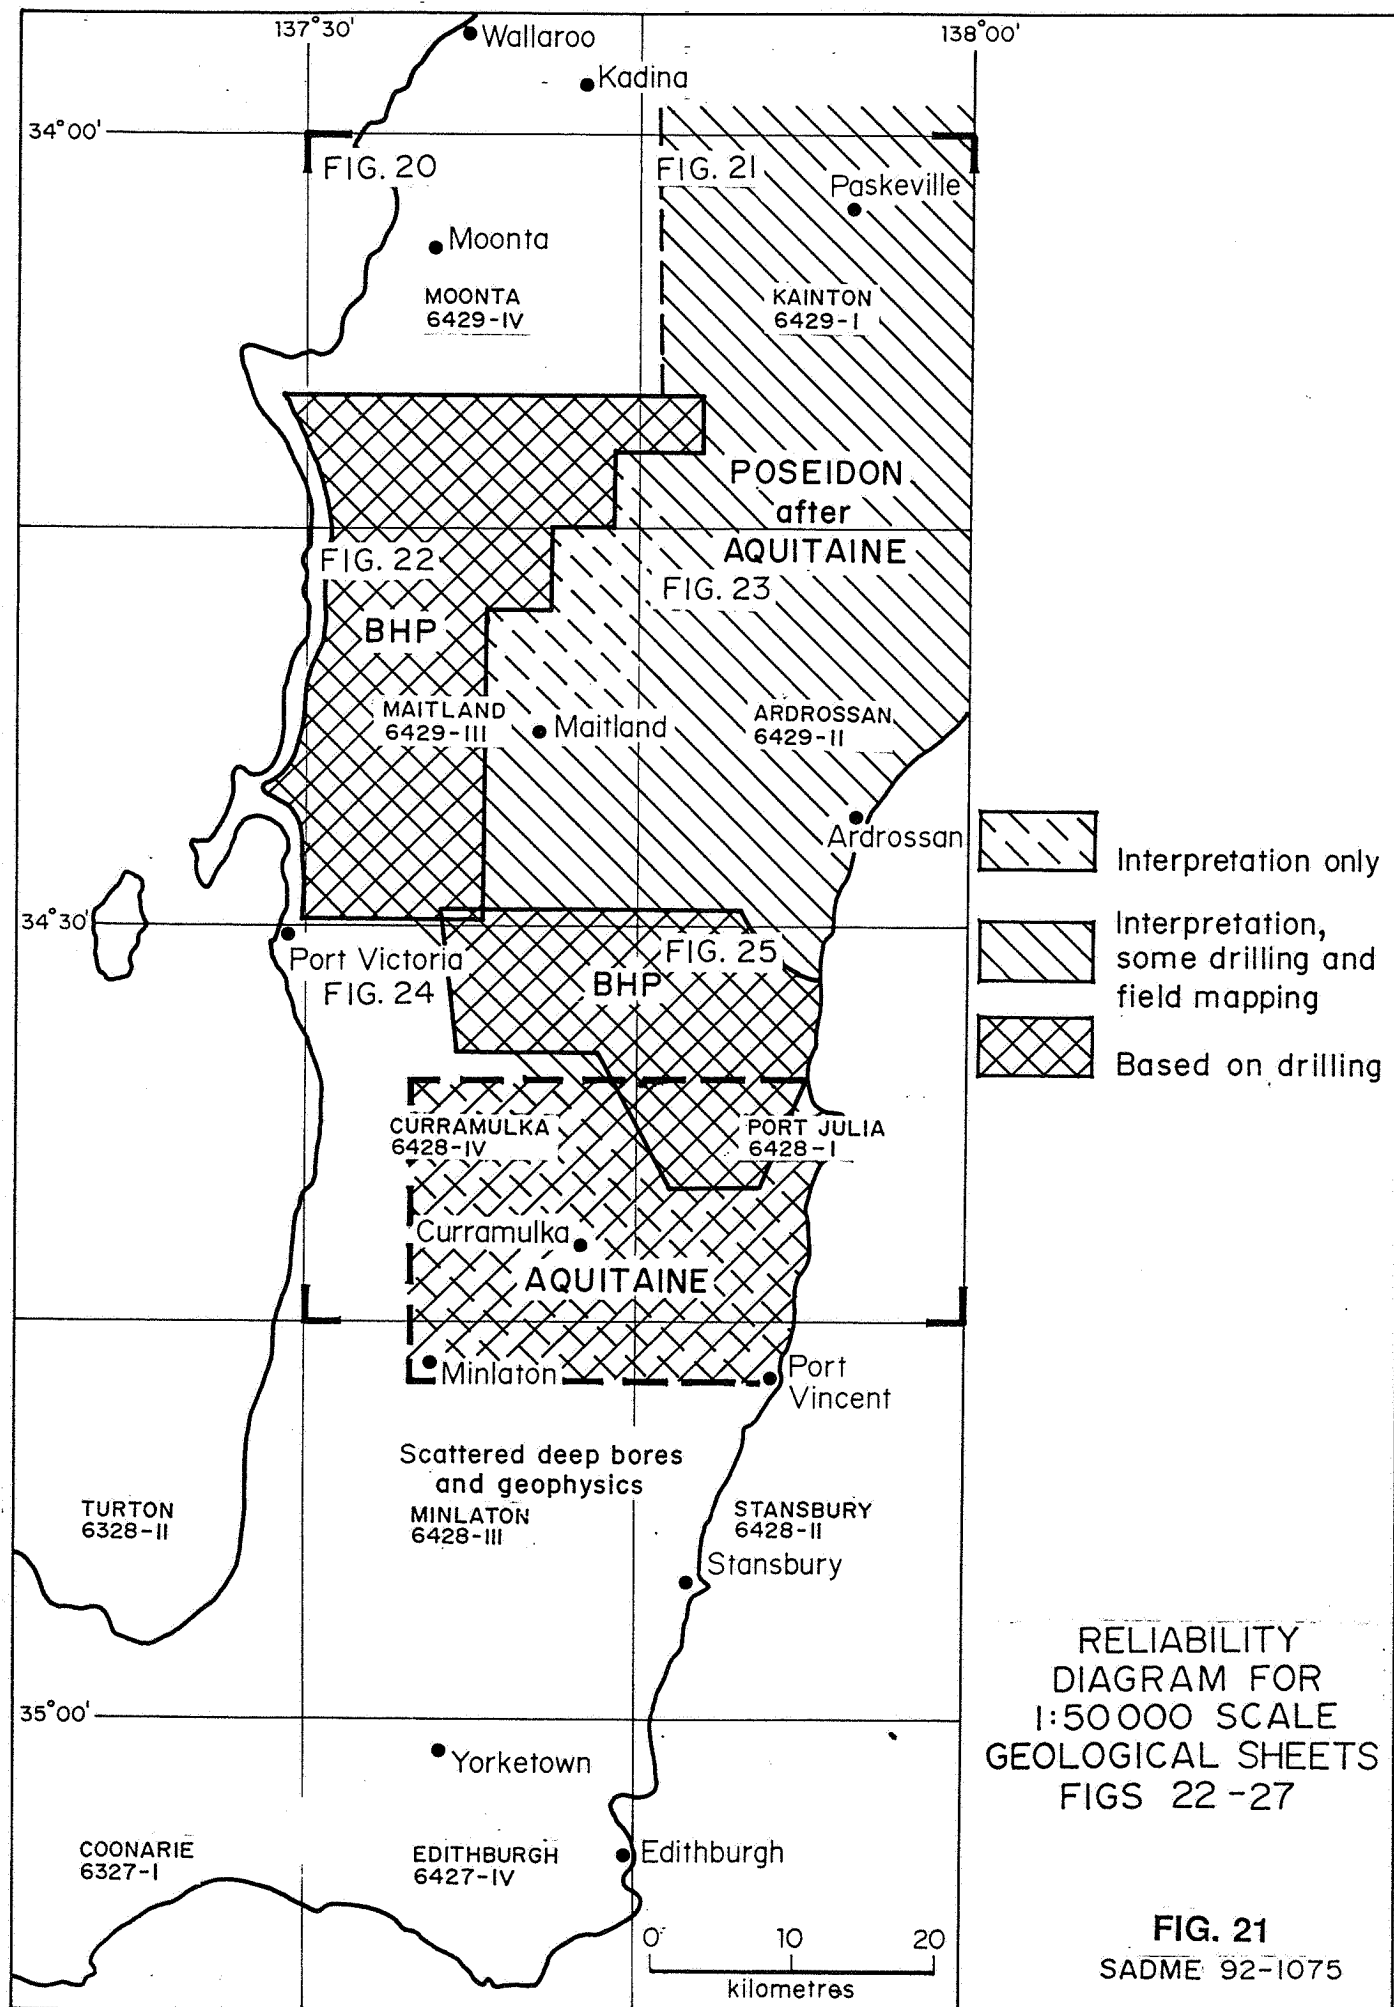 137°30'
Wallaroo
138°00'
Kadina
34°00'
FIG. 20
FIG. 21
Paskeville
Moonta
MOONTA
6429-IV
KAINTON
6429-I
POSEIDON
after
AQUITAINE
FIG. 22
FIG. 23
BHP
MAITLAND
6429-III
Maitland
ARDROSSAN
6429-II
Ardrossan
Interpretation only
34°30'
Interpretation,
some drilling and
field mapping
Port Victoria
FIG. 24
FIG. 25
BHP
Based on drilling
CURRAMULKA
6428-IV
PORT JULIA
6428-I
Curramulka
AQUITAINE
Minlaton
Port
Vincent
Scattered deep bores
and geophysics
TURTON
6328-II
MINLATON
6428-III
STANSBURY
6428-II
Stansbury
RELIABILITY
DIAGRAM FOR
1:50 000 SCALE
GEOLOGICAL SHEETS
FIGS 22-27
35°00'
Yorketown
COONARIE
6327-I
EDITHBURGH
6427-IV
Edithburgh
0 10 20
kilometres
FIG. 21
SADME 92-1075